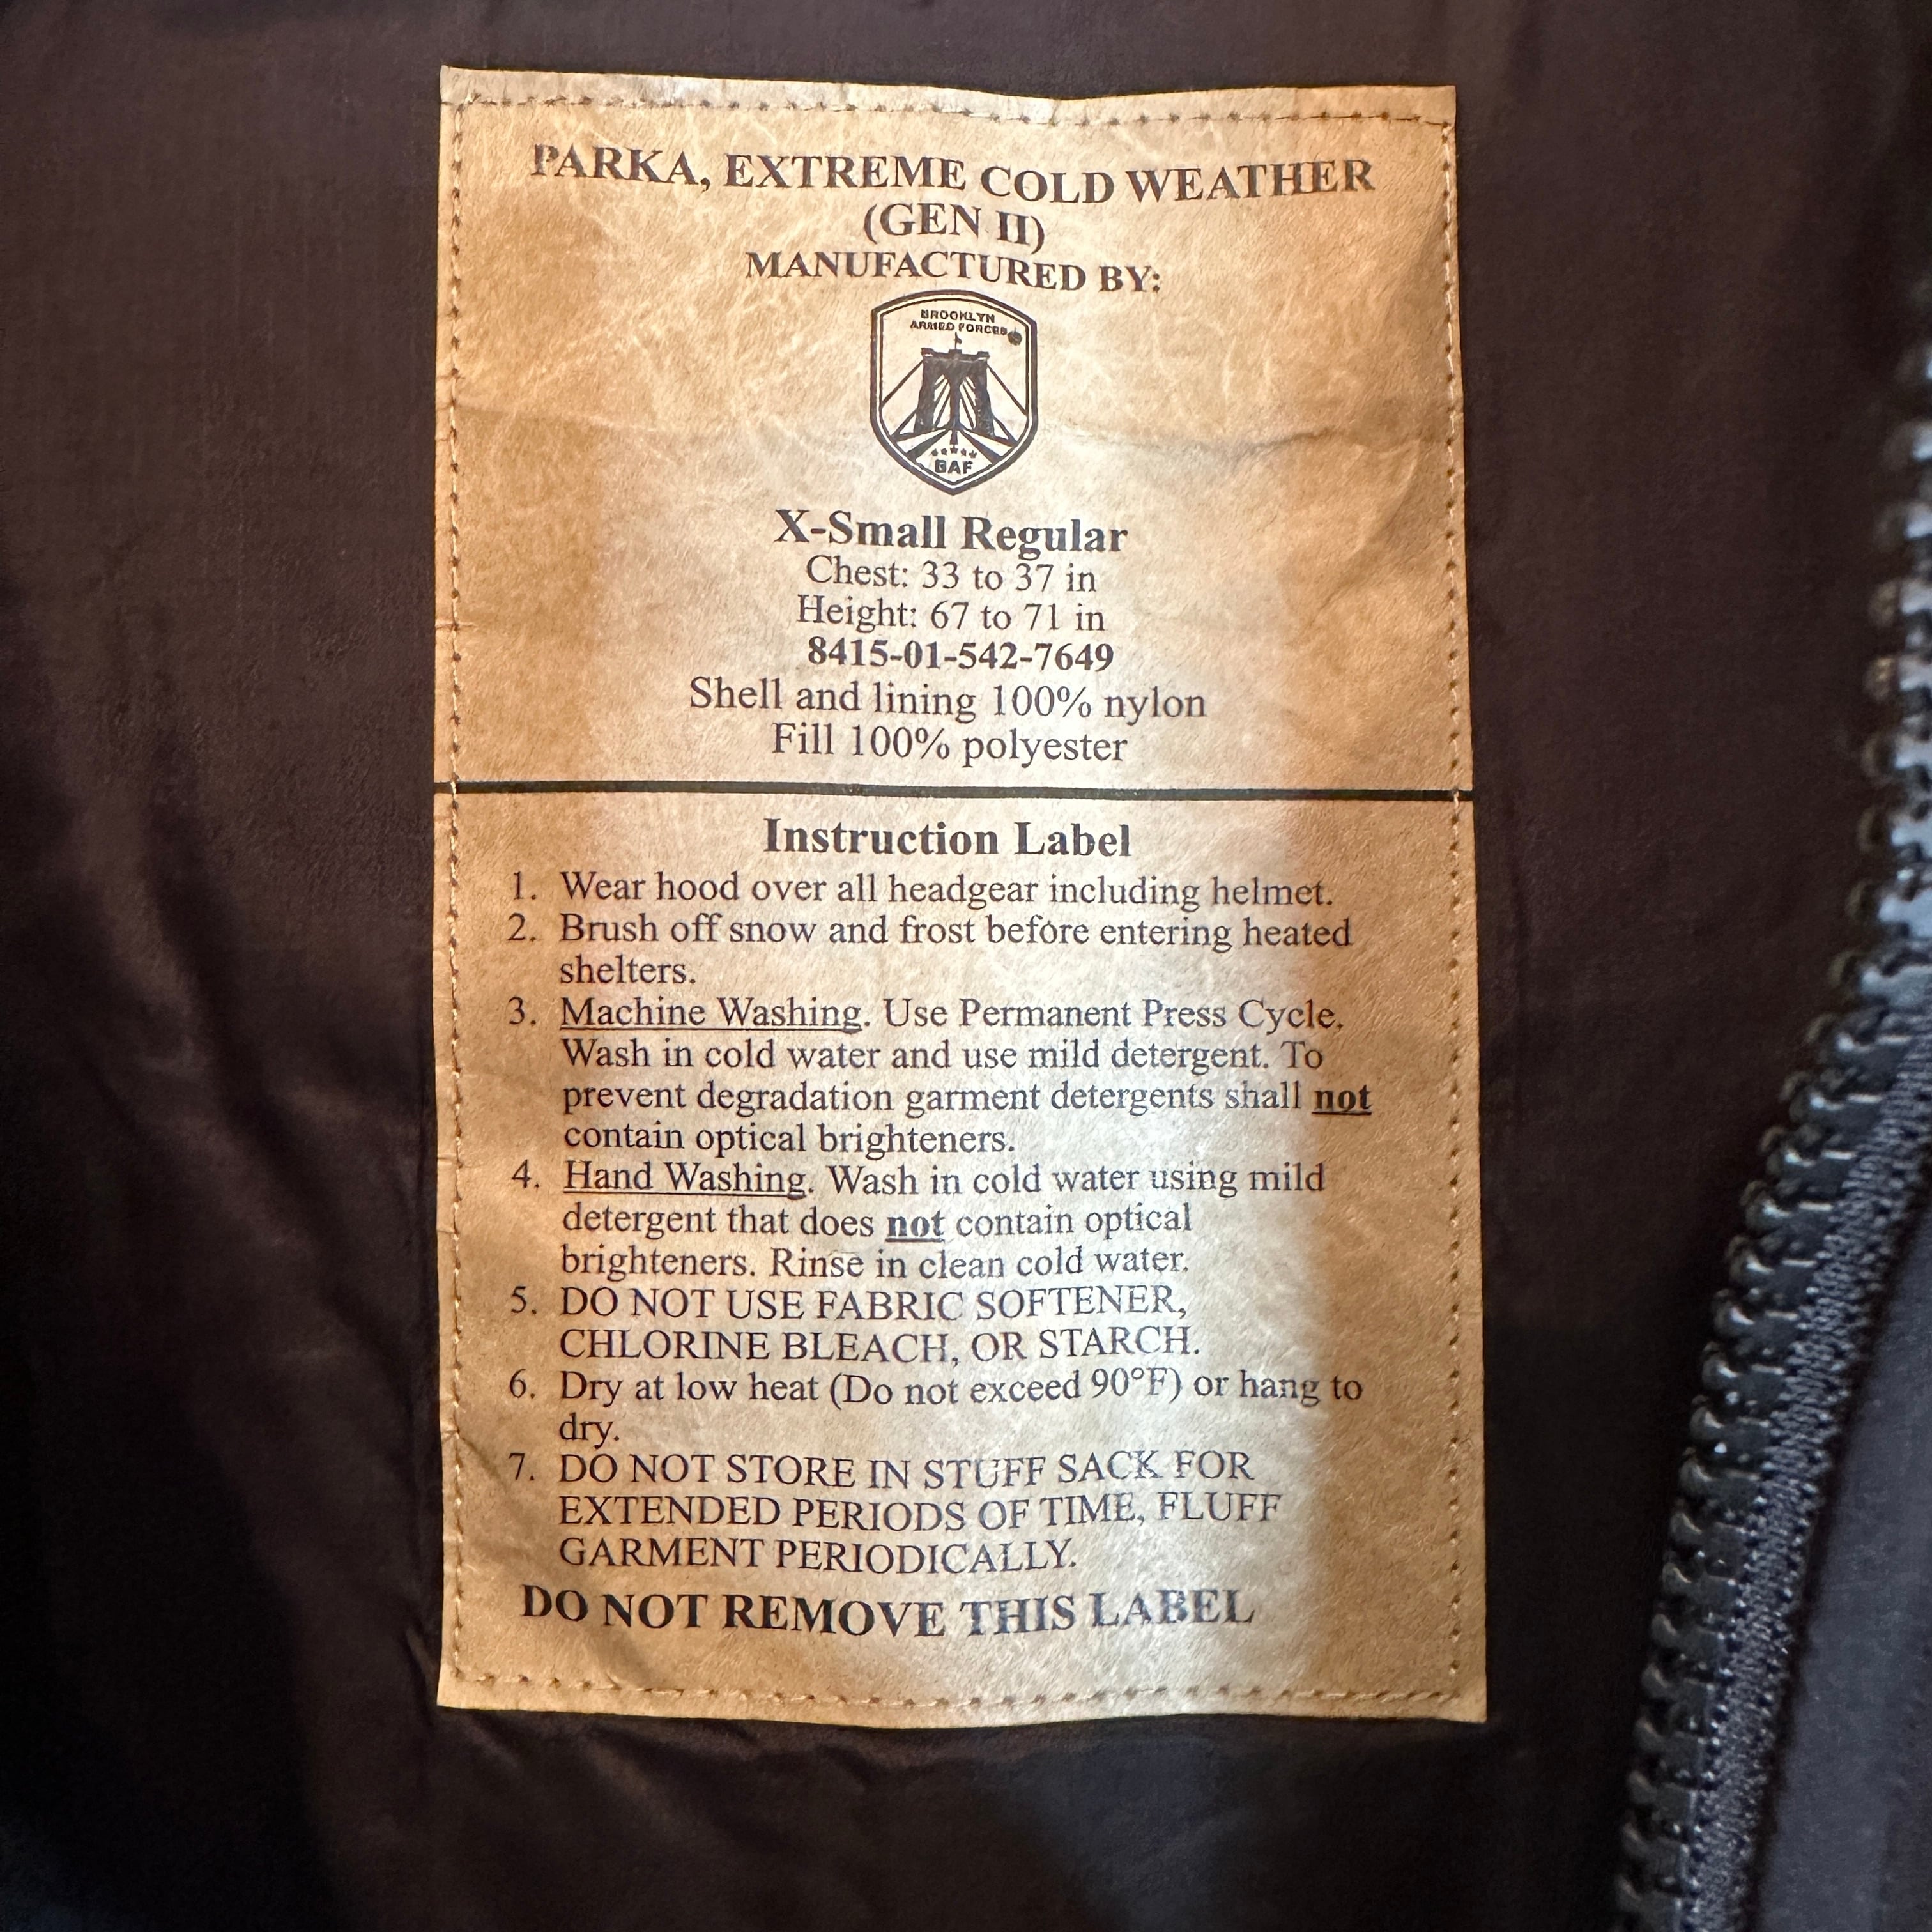 PARKA, EXTREME COLD WEATHER
(GEN II)
MANUFACTURED BY:
BROOKLYN
ARMED FORCES
BAF
X-Small Regular
Chest: 33 to 37 in
Height: 67 to 71 in
8415-01-542-7649
Shell and lining 100% nylon
Fill 100% polyester
Instruction Label
1. Wear hood over all headgear including helmet.
2. Brush off snow and frost before entering heated
shelters.
3. Machine Washing. Use Permanent Press Cycle.
Wash in cold water and use mild detergent. To
prevent degradation garment detergents shall not
contain optical brighteners.
4. Hand Washing. Wash in cold water using mild
detergent that does not contain optical
brighteners. Rinse in clean cold water.
5. DO NOT USE FABRIC SOFTENER,
CHLORINE BLEACH, OR STARCH.
6. Dry at low heat (Do not exceed 90°F) or hang to
dry.
7. DO NOT STORE IN STUFF SACK FOR
EXTENDED PERIODS OF TIME, FLUFF
GARMENT PERIODICALLY.
DO NOT REMOVE THIS LABEL